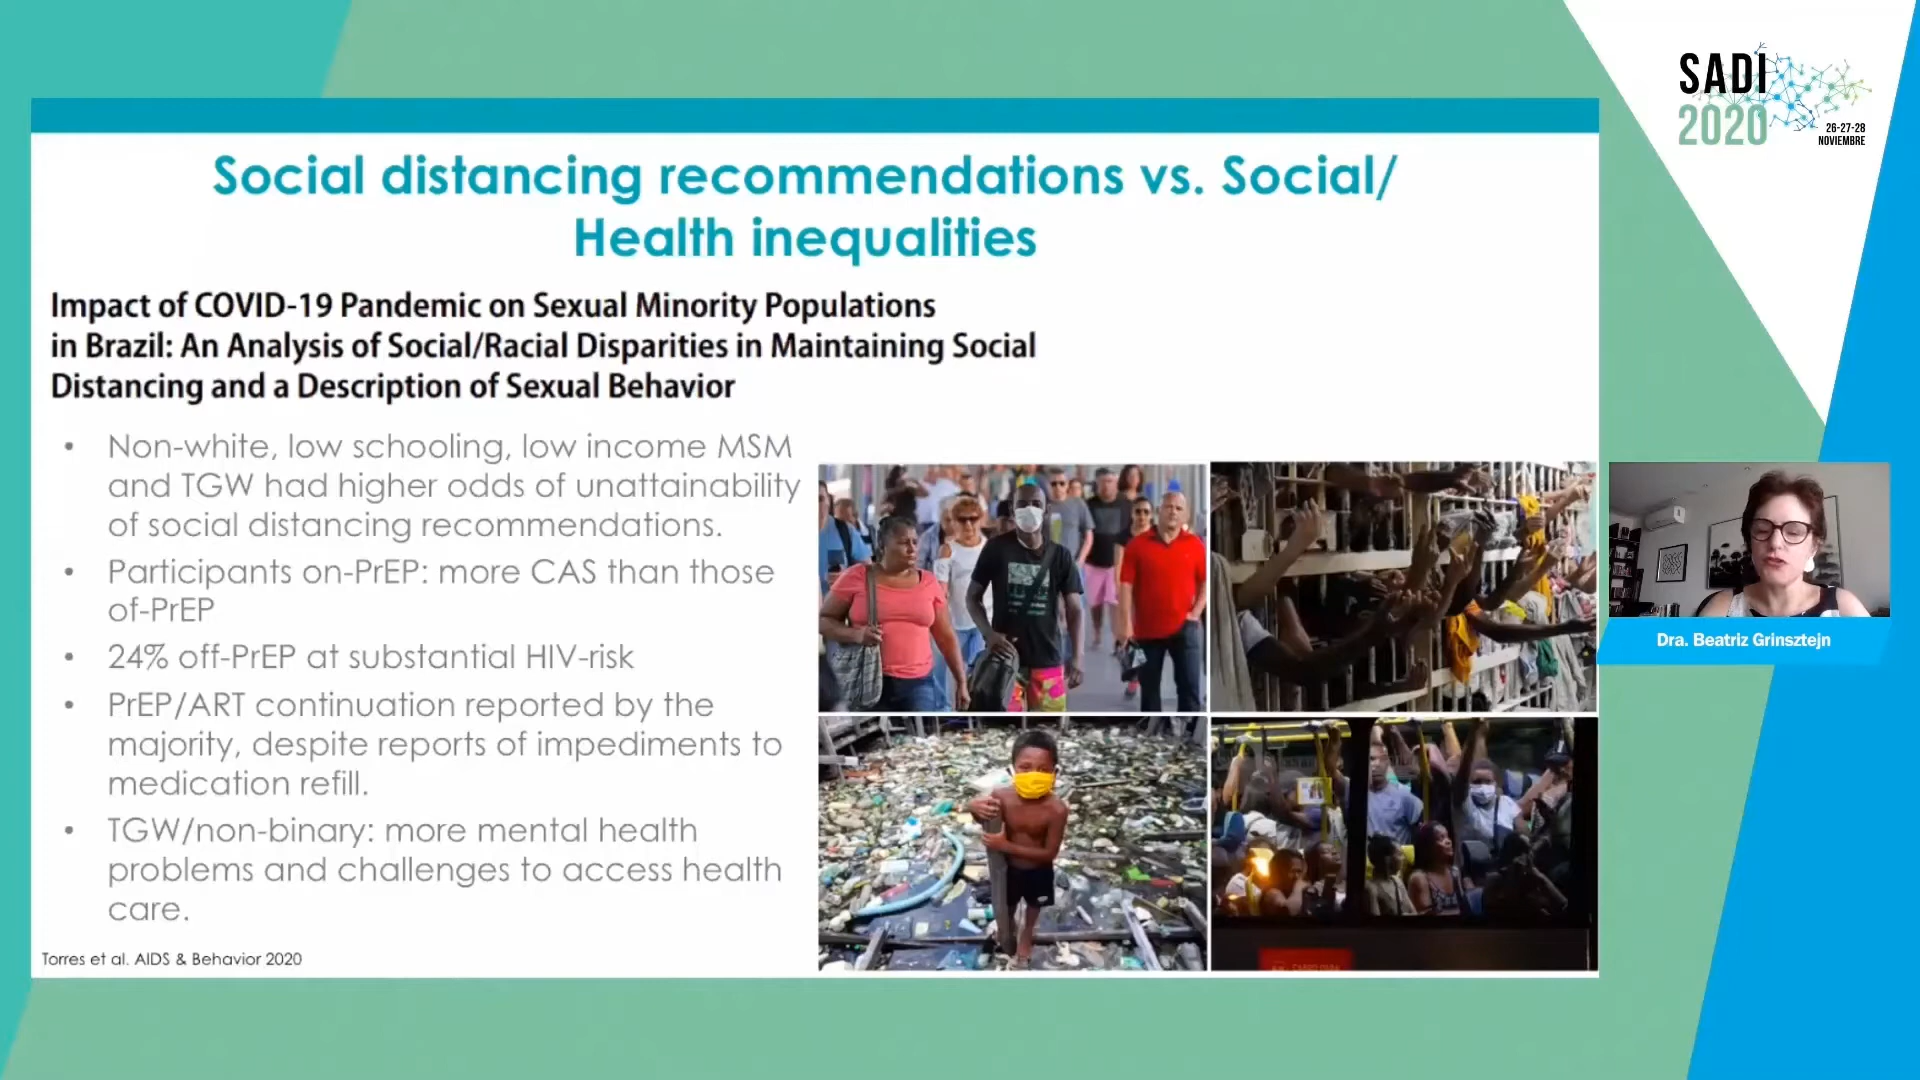 SADI
2020
26-27-28
NOVIEMBRE
Social distancing recommendations vs. Social/
Health inequalities
Impact of COVID-19 Pandemic on Sexual Minority Populations
in Brazil: An Analysis of Social/Racial Disparities in Maintaining Social
Distancing and a Description of Sexual Behavior
• Non-white, low schooling, low income MSM
and TGW had higher odds of unattainability
of social distancing recommendations.
• Participants on-PrEP: more CAS than those
of-PrEP
• 24% off-PrEP at substantial HIV-risk
• PrEP/ART continuation reported by the
majority, despite reports of impediments to
medication refill.
• TGW/non-binary: more mental health
problems and challenges to access health
care.
Torres et al. AIDS & Behavior 2020
Dra. Beatriz Grinsztejn